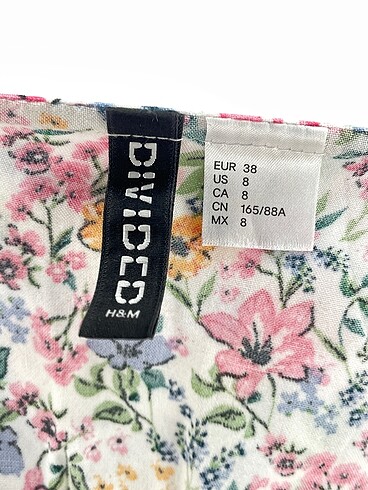 DIVIDED
H&M
EUR 38
US 8
CA 8
CN 165/88A
MX 8